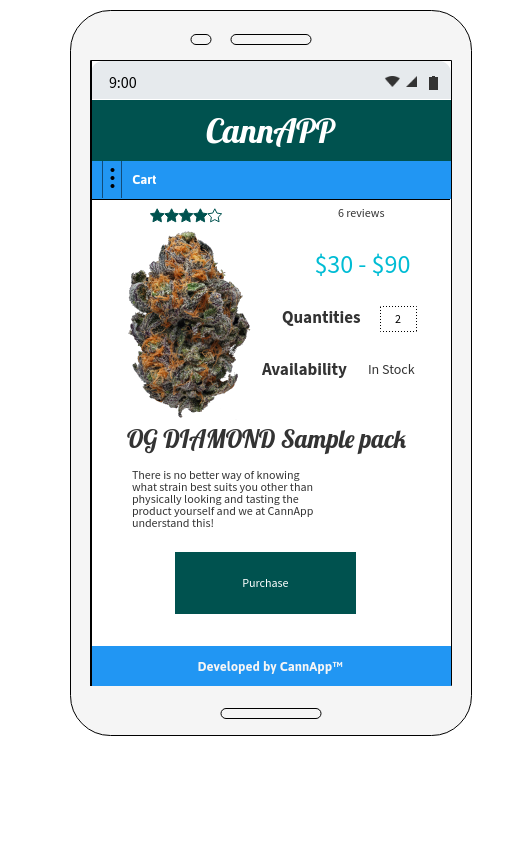 9:00
CannAPP
Cart
6 reviews
$30 - $90
Quantities 2
Availability In Stock
OG DIAMOND Sample pack
There is no better way of knowing
what strain best suits you other than
physically looking and tasting the
product yourself and we at CannApp
understand this!
Purchase
Developed by CannApp™